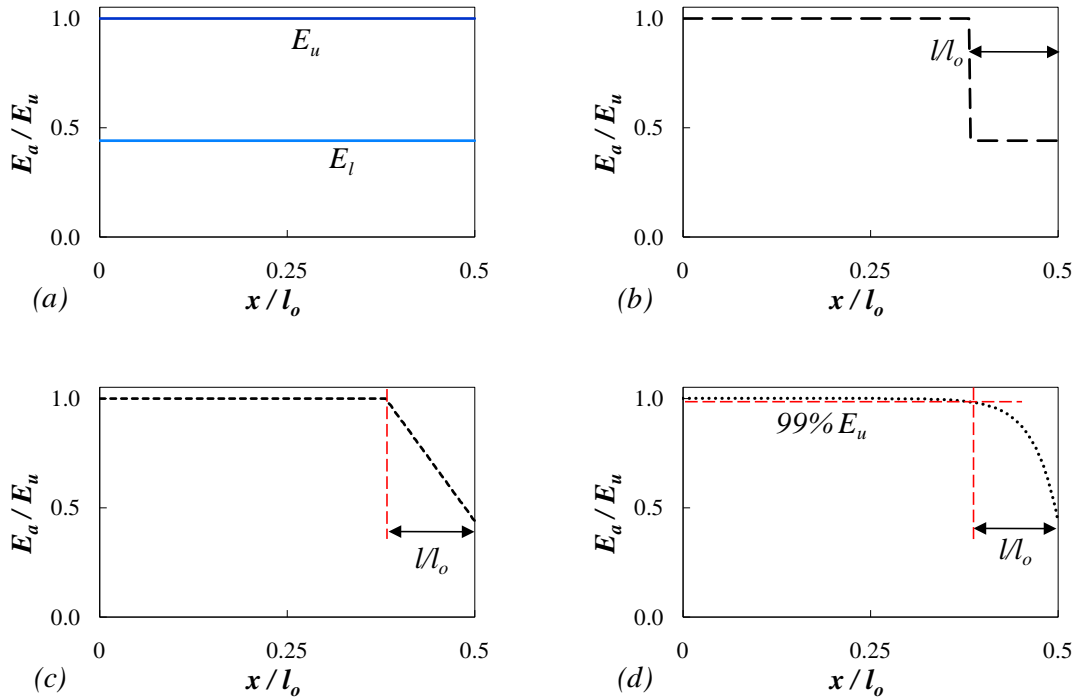 1.0
0.5
0.0
0
0.25
0.5
E_a / E_u
x / l_o
E_u
E_l
(a)
1.0
0.5
0.0
0
0.25
0.5
E_a / E_u
x / l_o
l/l_o
(b)
1.0
0.5
0.0
0
0.25
0.5
E_a / E_u
x / l_o
l/l_o
(c)
1.0
0.5
0.0
0
0.25
0.5
E_a / E_u
x / l_o
99% E_u
l/l_o
(d)